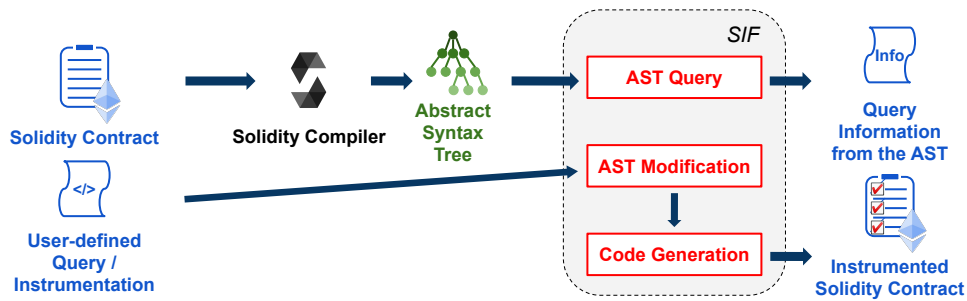 SIF
Info
AST Query
Solidity Contract
Solidity Compiler
Abstract
Syntax
Tree
Query
Information
from the AST
</>
AST Modification
User-defined
Query /
Instrumentation
Code Generation
Instrumented
Solidity Contract